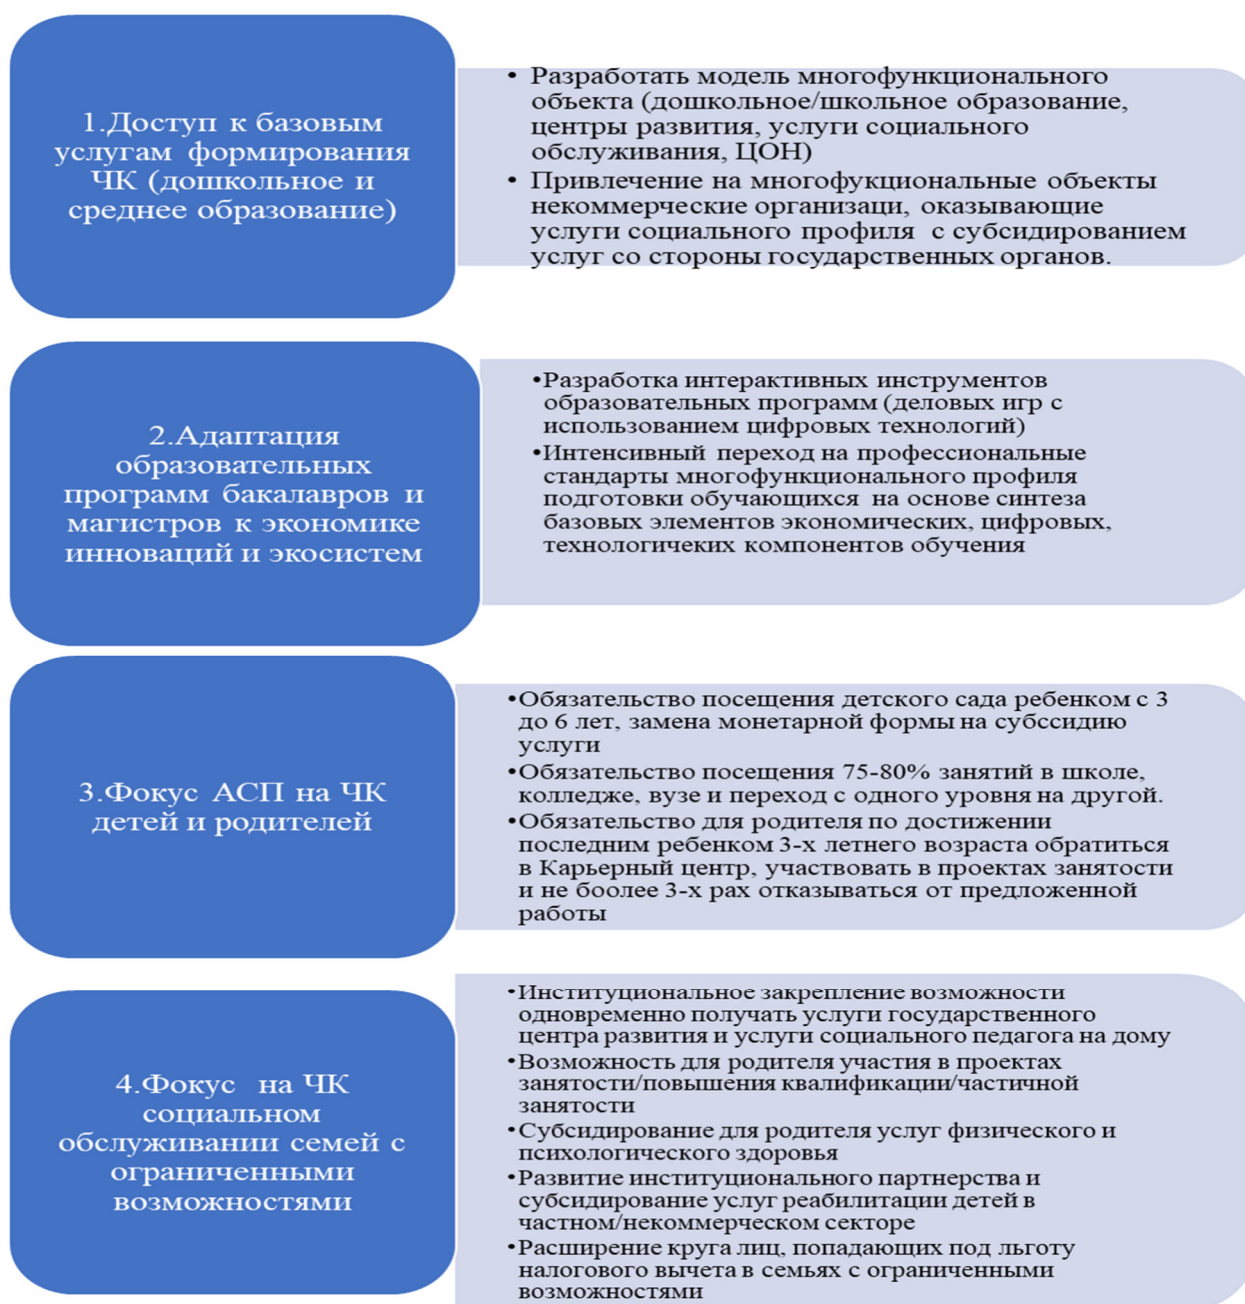 1.Доступ к базовым
услугам формирования
ЧК (дошкольное и
среднее образование)
• Разработать модель многофункционального
объекта (дошкольное/школьное образование,
центры развития, услуги социального
обслуживания, ЦОН)
• Привлечение на многофукциональные объекты
некоммерческие организаци, оказывающие
услуги социального профиля с субсидированием
услуг со стороны государственных органов.
2.Адаптация
образовательных
программ бакалавров и
магистров к экономике
инноваций и экосистем
•Разработка интерактивных инструментов
образовательных программ (деловых игр с
использованием цифровых технологий)
•Интенсивный переход на профессиональные
стандарты многофункционального профиля
подготовки обучающихся на основе синтеза
базовых элементов экономических, цифровых,
технологичеких компонентов обучения
3.Фокус АСП на ЧК
детей и родителей
•Обязательство посещения детского сада ребенком с 3
до 6 лет, замена монетарной формы на субссидию
услуги
•Обязательство посещения 75-80% занятий в школе,
колледже, вузе и переход с одного уровня на другой.
•Обязательство для родителя по достижении
последним ребенком 3-х летнего возраста обратиться
в Карьерный центр, участвовать в проектах занятости
и не боолее 3-х рах отказываться от предложенной
работы
4.Фокус на ЧК
социальном
обслуживании семей с
ограниченными
возможностями
•Институциональное закрепление возможности
одновременно получать услуги государственного
центра развития и услуги социального педагога на дому
•Возможность для родителя участия в проектах
занятости/повышения квалификации/частичной
занятости
•Субсидирование для родителя услуг физического и
психологического здоровья
•Развитие институционального партнерства и
субсидирование услуг реабилитации детей в
частном/некоммерческом секторе
•Расширение круга лиц, попадающих под льготу
налогового вычета в семьях с ограниченными
возможностями